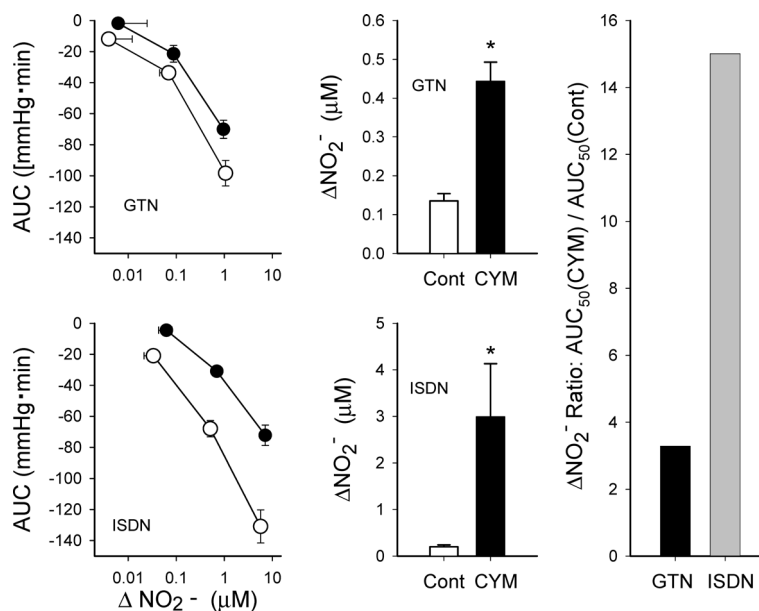 AUC ([mmHg•min)
0
-20
-40
-60
-80
-100
-120
-140
GTN
0.01 0.1 1 10
ΔNO₂⁻ (μM)
0.6
0.5
0.4
0.3
0.2
0.1
0.0
GTN
*
Cont CYM
AUC (mmHg•min)
0
-20
-40
-60
-80
-100
-120
-140
ISDN
0.01 0.1 1 10
Δ NO₂- (μM)
ΔNO₂⁻ (μM)
5
4
3
2
1
0
ISDN
*
Cont CYM
ΔNO₂⁻ Ratio: AUC₅₀(CYM) / AUC₅₀(Cont)
16
14
12
10
8
6
4
2
0
GTN ISDN